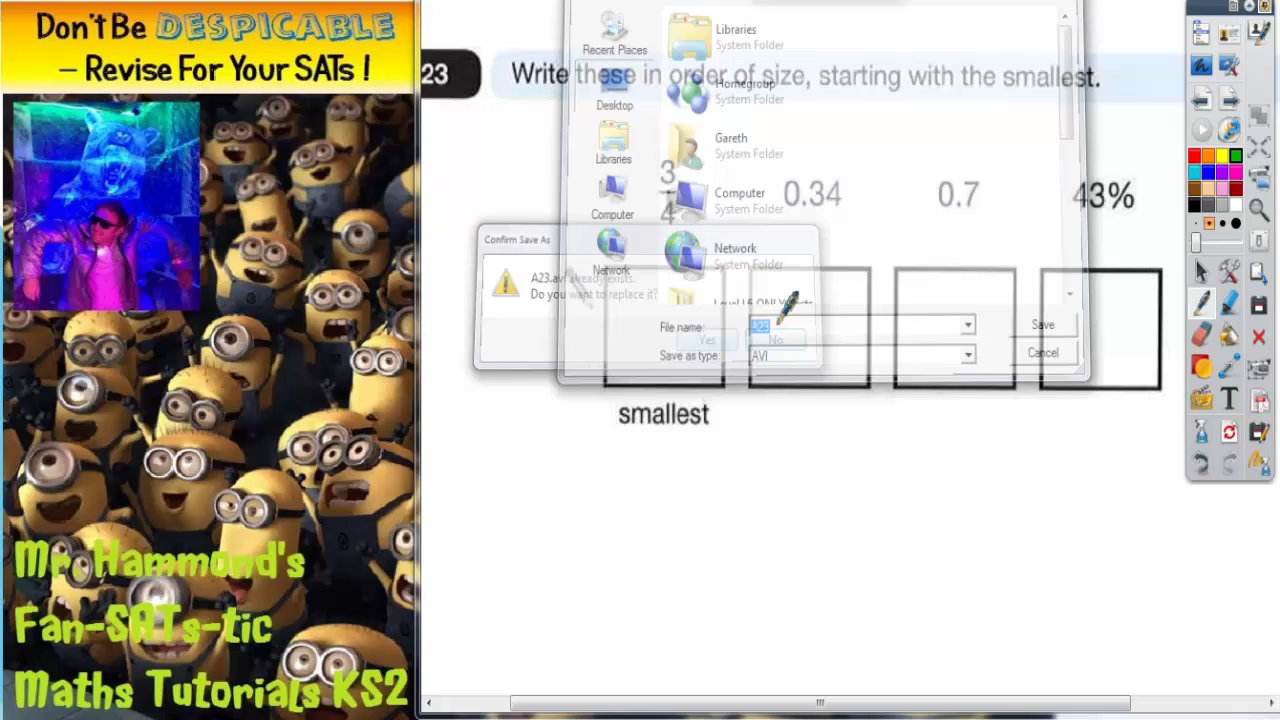 Don't Be DESPICABLE
– Revise For Your SATs !
Mr. Hammond's
Fan-SATs-tic
Maths Tutorials KS2
23
Write these in order of size, starting with the smallest.
3
4
0.34
0.7
43%
smallest
Recent Places
Desktop
Libraries
Computer
Network
Libraries
System Folder
Homegroup
System Folder
Gareth
System Folder
Computer
System Folder
Network
System Folder
Confirm Save As
A23.avi already exists.
Do you want to replace it?
Yes
No
File name:
A23
Save as type:
AVI
Save
Cancel